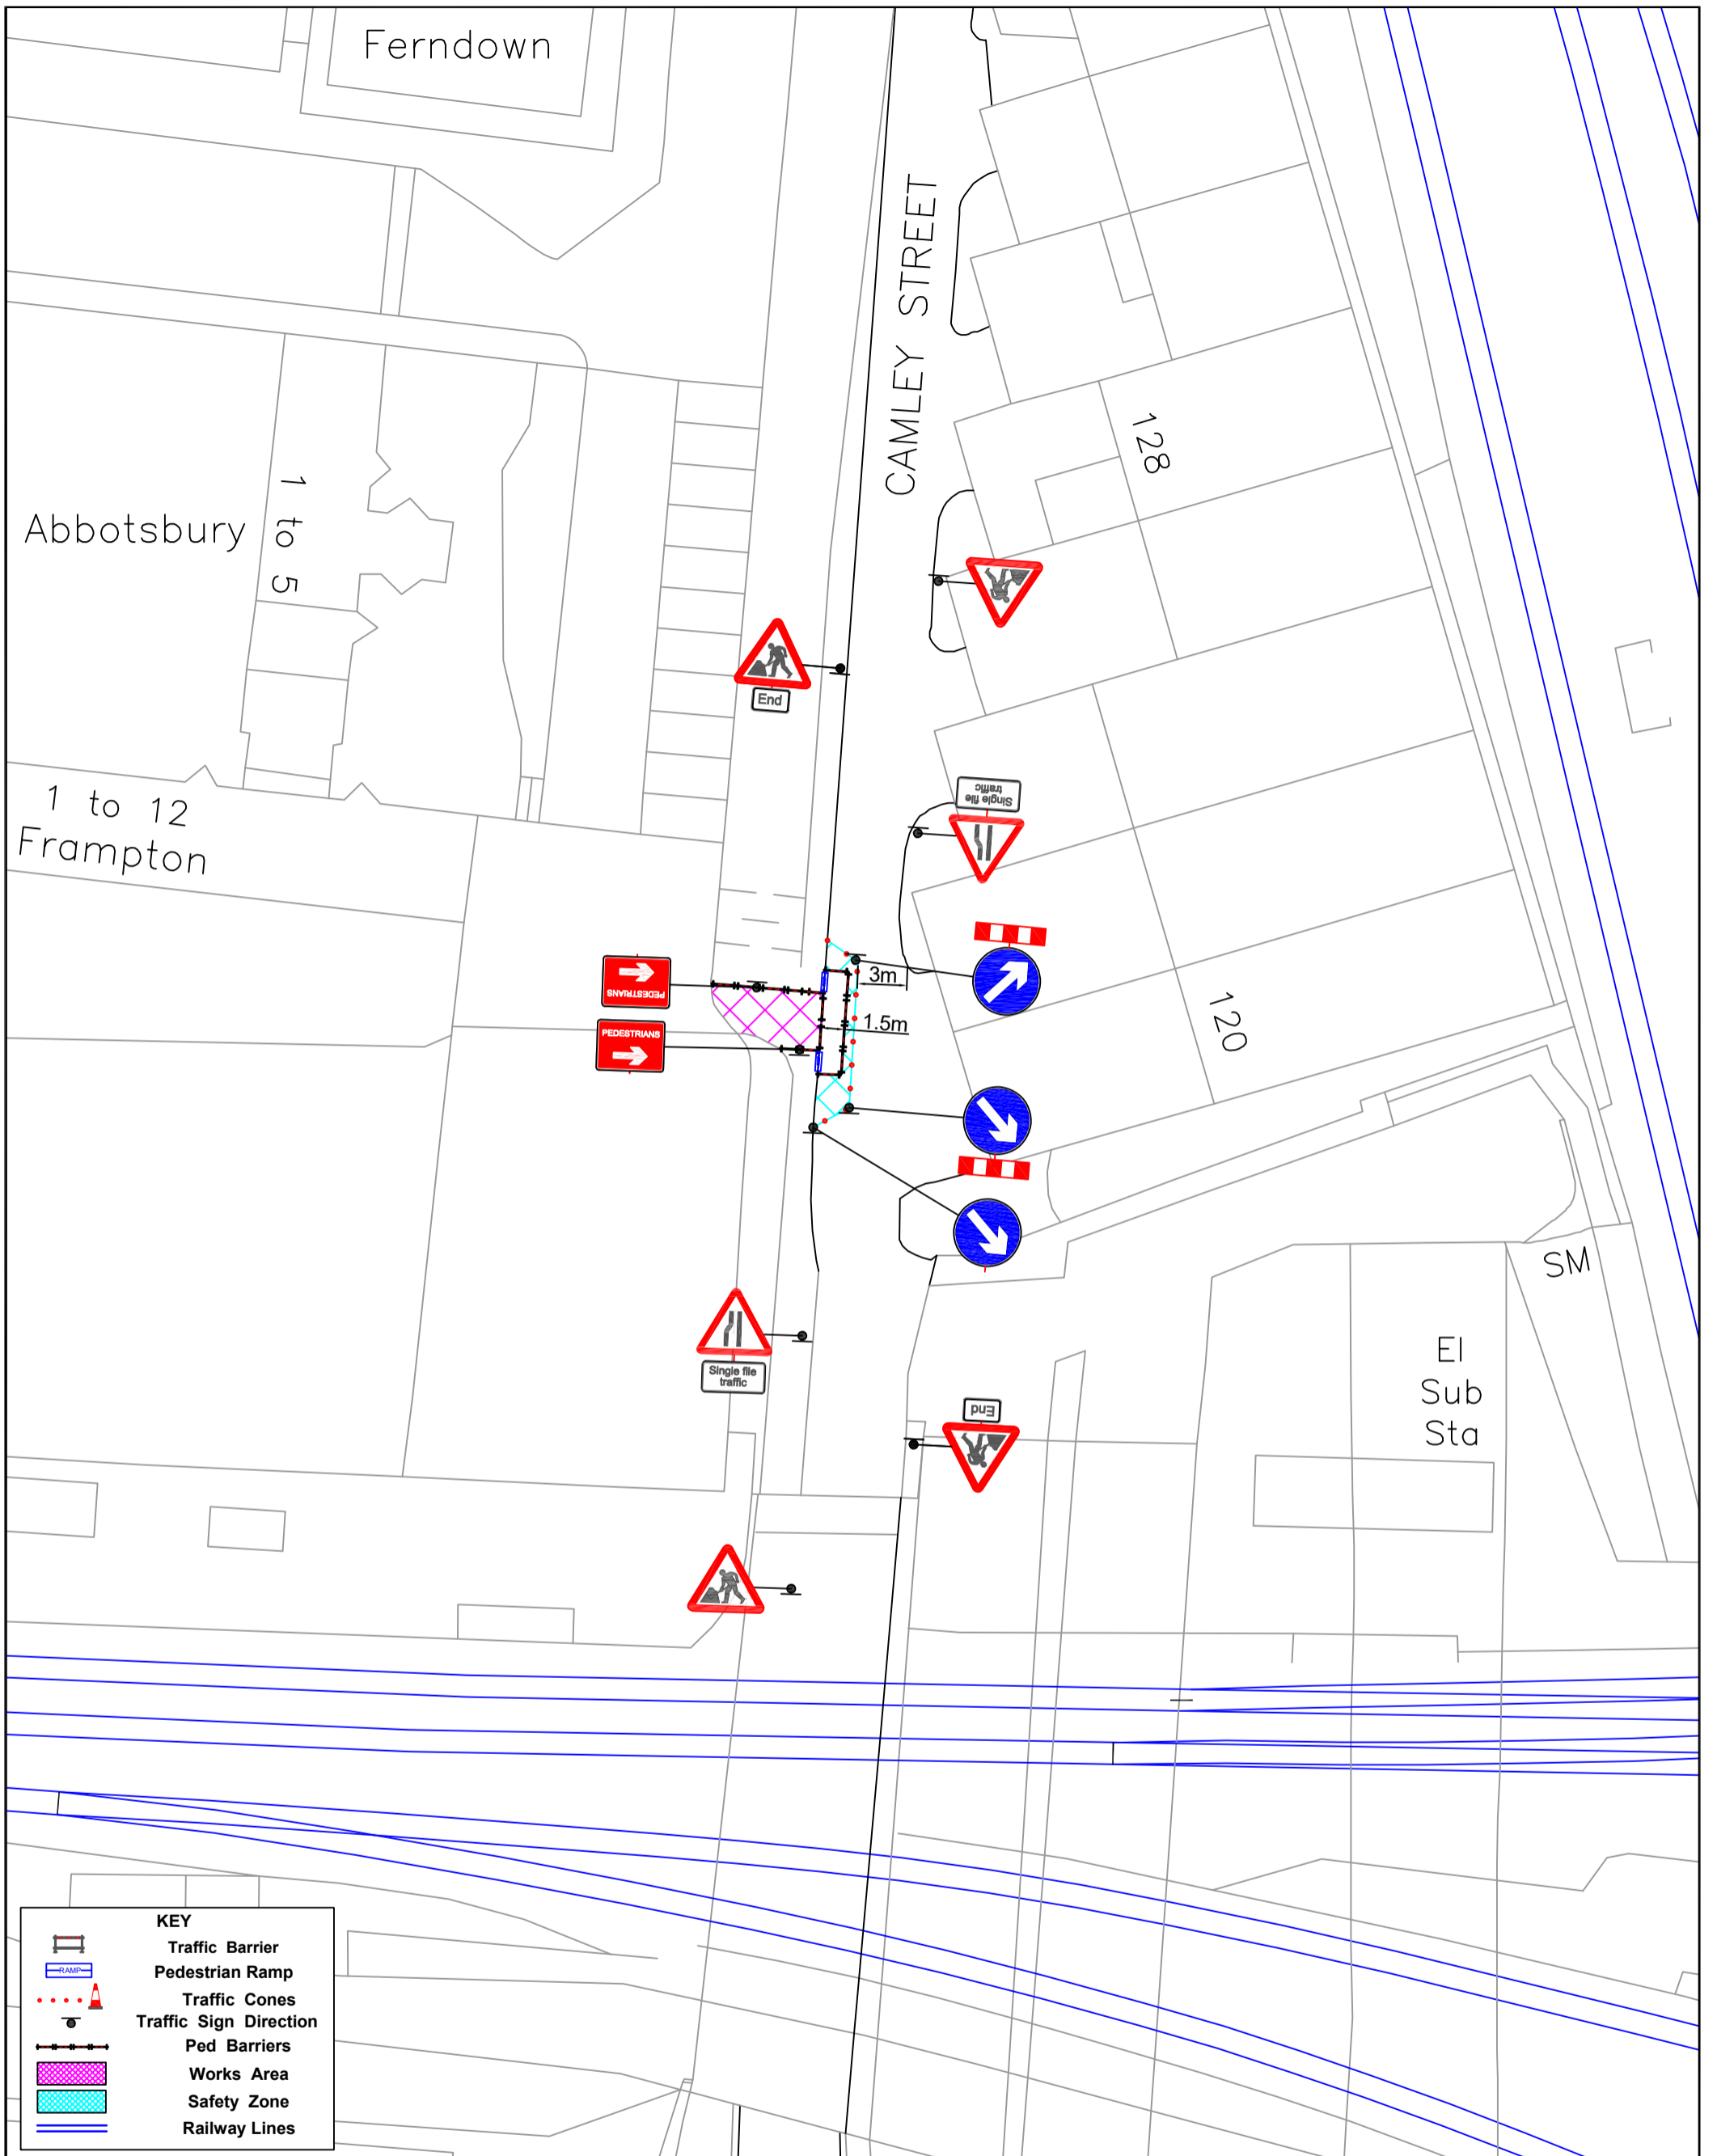 Ferndown
CAMLEY STREET
128
Abbotsbury
1 to 5
End
Single file
traffic
1 to 12
Frampton
3m
PEDESTRIANS
1.5m
PEDESTRIANS
120
SM
Single file
traffic
El
Sub
Sta
End
KEY
Traffic Barrier
RAMP
Pedestrian Ramp
Traffic Cones
Traffic Sign Direction
Ped Barriers
Works Area
Safety Zone
Railway Lines